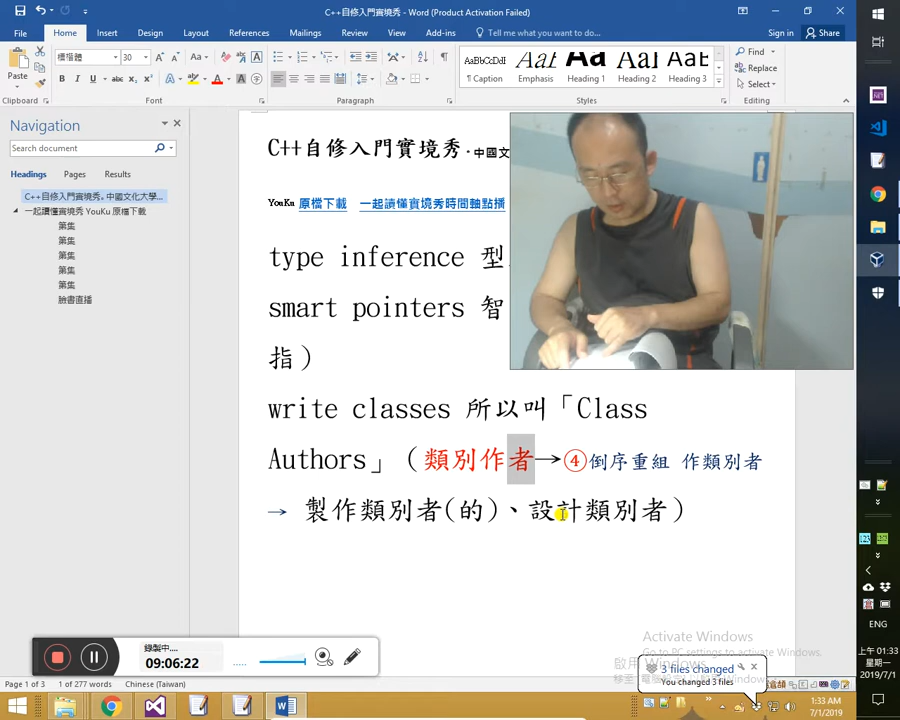 C++自修入門實境秀 - Word (Product Activation Failed)
File Home Insert Design Layout References Mailings Review View Add-ins Tell me what you want to do... Sign in Share
Paste
標楷體 30
AaBbCcDdI AaBl AaB AaBl AaBb
¶ Caption Emphasis Heading 1 Heading 2 Heading 3
Find
Replace
Select
Clipboard Font Paragraph Styles Editing
Navigation
Search document
Headings Pages Results
C++自修入門實境秀。中國文化大學...
一起讀懂實境秀 YouKu 原檔下載
第集
第集
第集
第集
第集
臉書直播
C++自修入門實境秀。中國文
YouKu 原檔下載 一起讀懂實境秀時間軸點播
type inference 型
smart pointers 智
指)
write classes 所以叫「Class
Authors」(類別作者→④倒序重組 作類別者
→ 製作類別者(的)、設計類別者)
錄製中....
09:06:22
Activate Windows
3 files changed
You changed 3 files
Page 1 of 3 1 of 277 words Chinese (Taiwan)
ENG
上午 01:33
星期一
2019/7/1
1:33 AM
7/1/2019